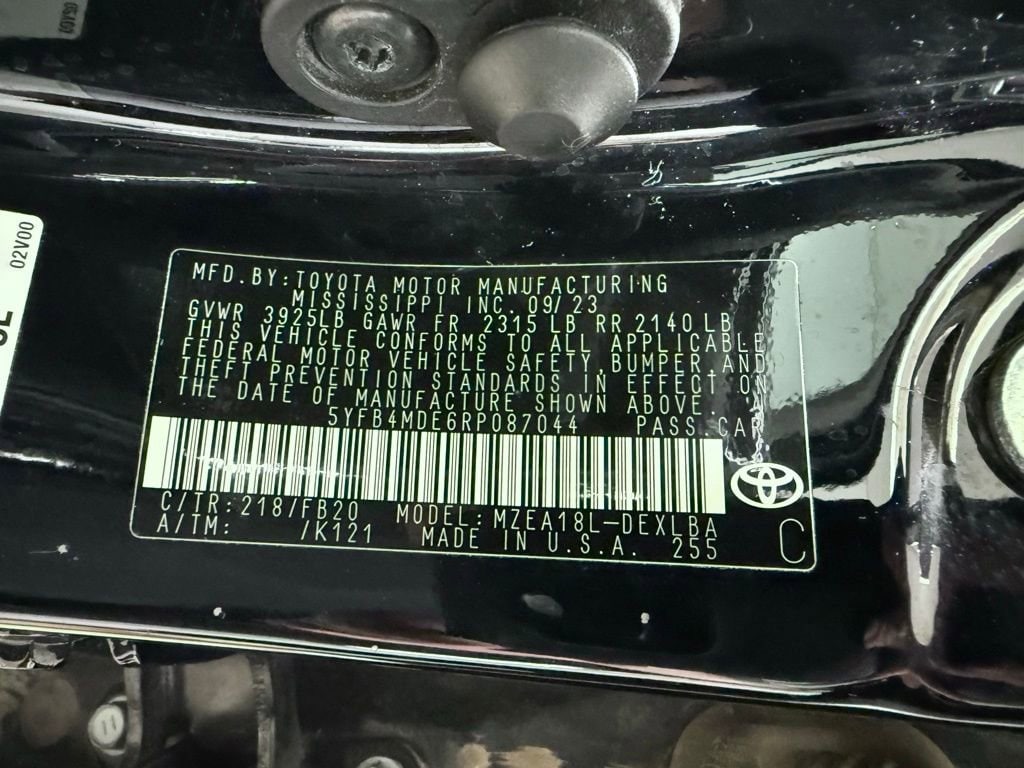 02V00
MFD.BY:TOYOTA MOTOR MANUFACTURING
MISSISSIPPI INC. 09/23
GVWR 3925LB GAWR FR 2315 LB RR 2140 LB
THIS VEHICLE CONFORMS TO ALL APPLICABLE
FEDERAL MOTOR VEHICLE SAFETY,BUMPER,AND
THEFT PREVENTION STANDARDS IN EFFECT ON
THE DATE OF MANUFACTURE SHOWN ABOVE.
5YFB4MDE6RP087044 PASS.CAR
C/TR:218/FB20 MODEL:MZEA18L-DEXLBA
A/TM: /K121 MADE IN U.S.A. 255
C